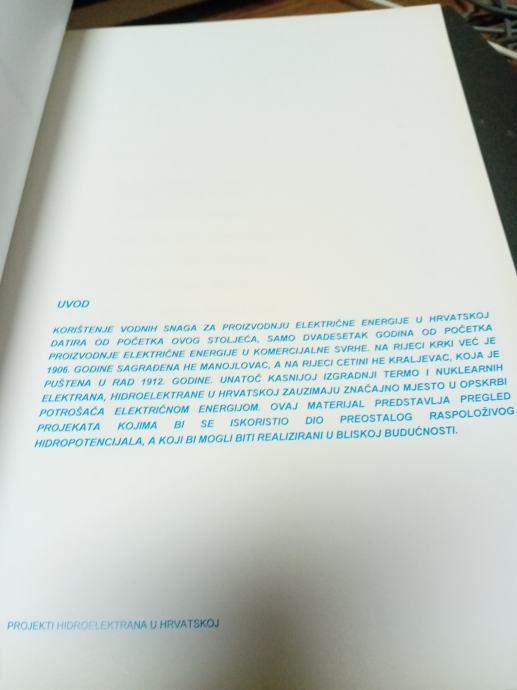 UVOD
KORIŠTENJE VODNIH SNAGA ZA PROIZVODNJU ELEKTRIČNE ENERGIJE U HRVATSKOJ
DATIRA OD POČETKA OVOG STOLJEĆA, SAMO DVADESETAK GODINA OD POČETKA
PROIZVODNJE ELEKTRIČNE ENERGIJE U KOMERCIJALNE SVRHE. NA RIJECI KRKI VEĆ JE
1906. GODINE SAGRAĐENA HE MANOJLOVAC, A NA RIJECI CETINI HE KRALJEVAC, KOJA JE
PUŠTENA U RAD 1912. GODINE. UNATOČ KASNIJOJ IZGRADNJI TERMO I NUKLEARNIH
ELEKTRANA, HIDROELEKTRANE U HRVATSKOJ ZAUZIMAJU ZNAČAJNO MJESTO U OPSKRBI
POTROŠAČA ELEKTRIČNOM ENERGIJOM. OVAJ MATERIJAL PREDSTAVLJA PREGLED
PROJEKATA KOJIMA BI SE ISKORISTIO DIO PREOSTALOG RASPOLOŽIVOG
HIDROPOTENCIJALA, A KOJI BI MOGLI BITI REALIZIRANI U BLISKOJ BUDUĆNOSTI.
PROJEKTI HIDROELEKTRANA U HRVATSKOJ